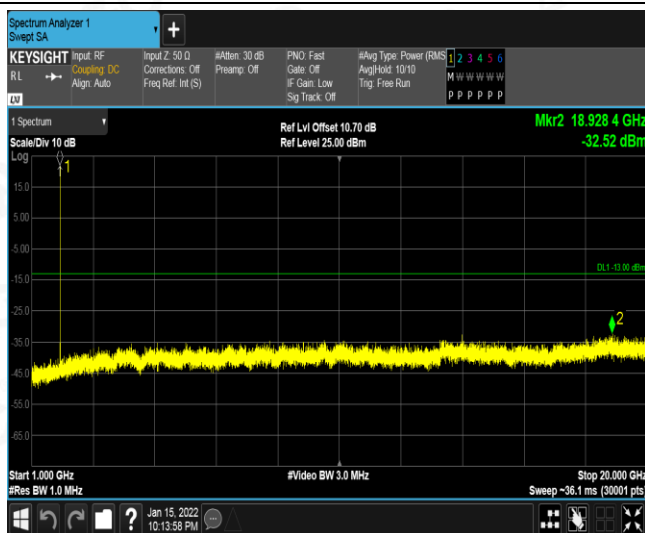 Spectrum Analyzer 1
Swept SA
+
KEYSIGHT
RL
LXI
Input: RF
Coupling: DC
Align: Auto
Input Z: 50 Ω
Corrections: Off
Freq Ref: Int (S)
#Atten: 30 dB
Preamp: Off
PNO: Fast
Gate: Off
IF Gain: Low
Sig Track: Off
#Avg Type: Power (RMS
Avg|Hold: 10/10
Trig: Free Run
1 2 3 4 5 6
M W W W W W
P P P P P P
1 Spectrum
Scale/Div 10 dB
Log
Ref Lvl Offset 10.70 dB
Ref Level 25.00 dBm
Mkr2 18.928 4 GHz
-32.52 dBm
1
15.0
5.00
-5.00
DL1 -13.00 dBm
-15.0
-25.0
2
-35.0
-45.0
-55.0
-65.0
Start 1.000 GHz
#Res BW 1.0 MHz
#Video BW 3.0 MHz
Stop 20.000 GHz
Sweep ~36.1 ms (30001 pts)
?
Jan 15, 2022
10:13:58 PM